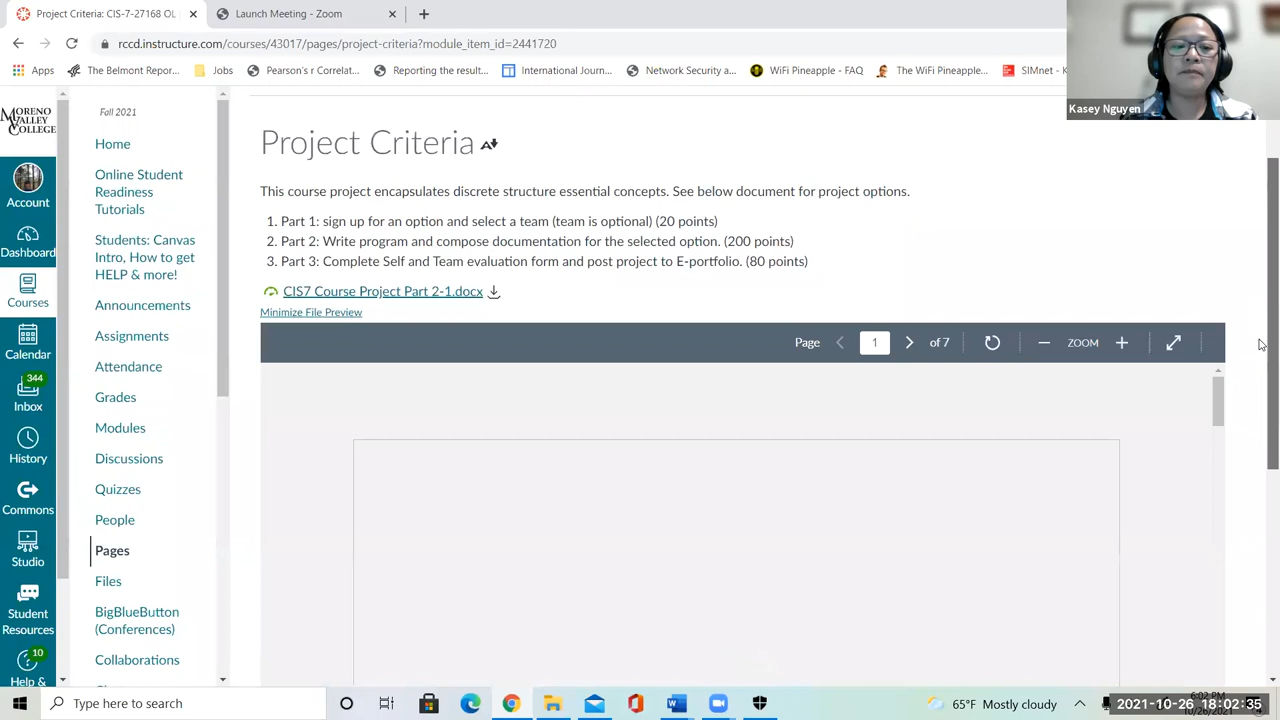 Project Criteria: CIS-7-27168 OL
Launch Meeting - Zoom
rccd.instructure.com/courses/43017/pages/project-criteria?module_item_id=2441720
Apps
The Belmont Repor...
Jobs
Pearson's r Correlat...
Reporting the result...
International Journ...
Network Security a...
WiFi Pineapple - FAQ
The WiFi Pineapple...
SIMnet - K
Kasey Nguyen
MORENO
VALLEY
COLLEGE
Account
Dashboard
Courses
Calendar
344
Inbox
History
Commons
Studio
Student
Resources
10
Help &
Fall 2021
Home
Online Student
Readiness
Tutorials
Students: Canvas
Intro, How to get
HELP & more!
Announcements
Assignments
Attendance
Grades
Modules
Discussions
Quizzes
People
Pages
Files
BigBlueButton
(Conferences)
Collaborations
Project Criteria
This course project encapsulates discrete structure essential concepts. See below document for project options.
1. Part 1: sign up for an option and select a team (team is optional) (20 points)
2. Part 2: Write program and compose documentation for the selected option. (200 points)
3. Part 3: Complete Self and Team evaluation form and post project to E-portfolio. (80 points)
CIS7 Course Project Part 2-1.docx
Minimize File Preview
Page 1 of 7 ZOOM
Type here to search
65°F Mostly cloudy
6:02 PM
2021-10-26 18:02:35